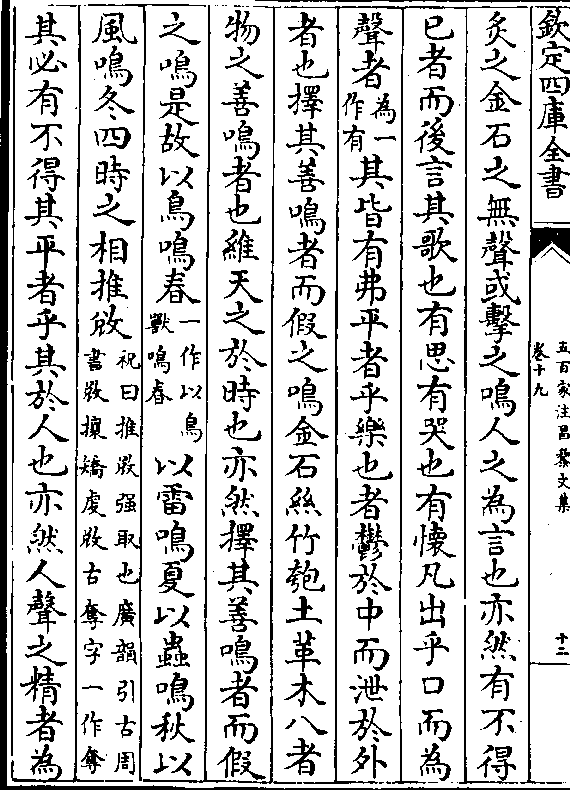 欽定四庫全書
五百家注昌黎文集
卷十九
十二
炙之金石之無聲或擊之鳴人之為言也亦然有不得
已者而後言其歌也有思有哭也有懐凡出乎口而為
聲者為一作有其皆有弗平者乎樂也者鬱於中而泄於外
者也擇其善鳴者而假之鳴金石絲竹匏土革木八者
物之善鳴者也維天之於時也亦然擇其善鳴者而假
之鳴是故以鳥鳴春一作以鳥獸鳴春以雷鳴夏以蟲鳴秋以
風鳴冬四時之相推敓祝曰推敓强取也廣韻引古周書敓攘矯虔敓古奪字一作奪
其必有不得其平者乎其於人也亦然人聲之精者為